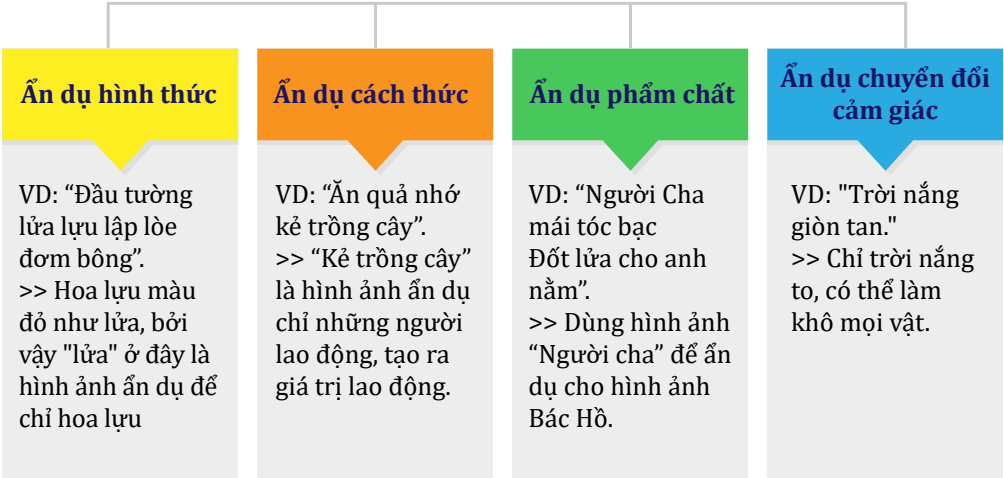 Ẩn dụ hình thức
VD: “Đầu tường
lửa lựu lập lòe
đơm bông”.
>> Hoa lựu màu
đỏ như lửa, bởi
vậy "lửa" ở đây là
hình ảnh ẩn dụ để
chỉ hoa lựu
Ẩn dụ cách thức
VD: “Ăn quả nhớ
kẻ trồng cây”.
>> “Kẻ trồng cây”
là hình ảnh ẩn dụ
chỉ những người
lao động, tạo ra
giá trị lao động.
Ẩn dụ phẩm chất
VD: “Người Cha
mái tóc bạc
Đốt lửa cho anh
nằm”.
>> Dùng hình ảnh
“Người cha” để ẩn
dụ cho hình ảnh
Bác Hồ.
Ẩn dụ chuyển đổi
cảm giác
VD: "Trời nắng
giòn tan."
>> Chỉ trời nắng
to, có thể làm
khô mọi vật.